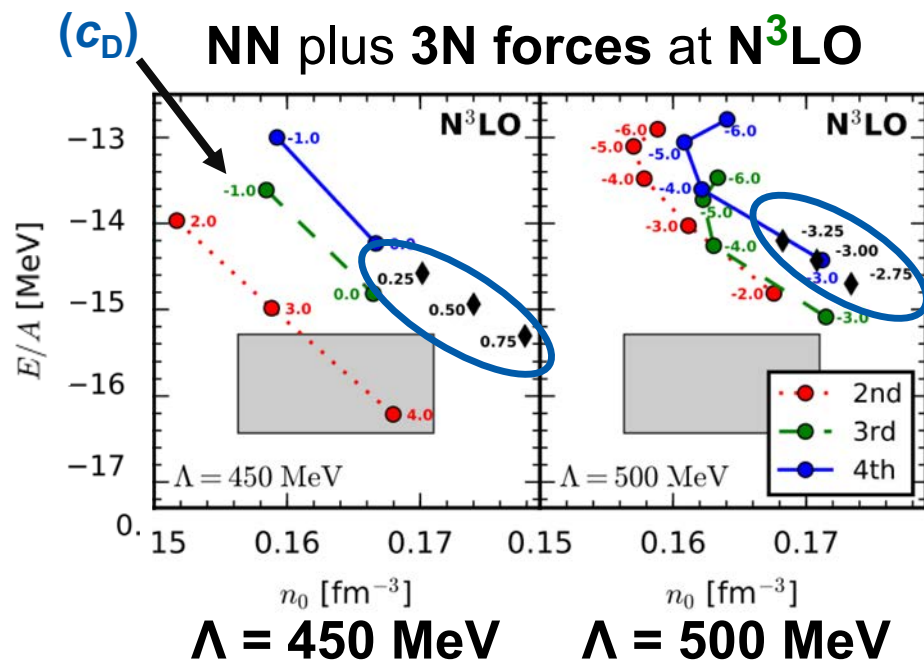 (cD) NN plus 3N forces at N³LO
N³LO
N³LO
−13
−14
−15
−16
−17
E/A [MeV]
-1.0
-1.0
2.0
0.0
0.25
3.0
0.50
0.75
4.0
Λ = 450 MeV
-6.0
-6.0
-5.0
-5.0
-4.0
-4.0
-6.0
-5.0
-3.0
-4.0
-3.25
-3.00
-3.0
-2.75
-2.0
-3.0
2nd
3rd
4th
Λ = 500 MeV
0.15
0.16
0.17
0.15
0.16
0.17
n₀ [fm⁻³]
n₀ [fm⁻³]
Λ = 450 MeV
Λ = 500 MeV